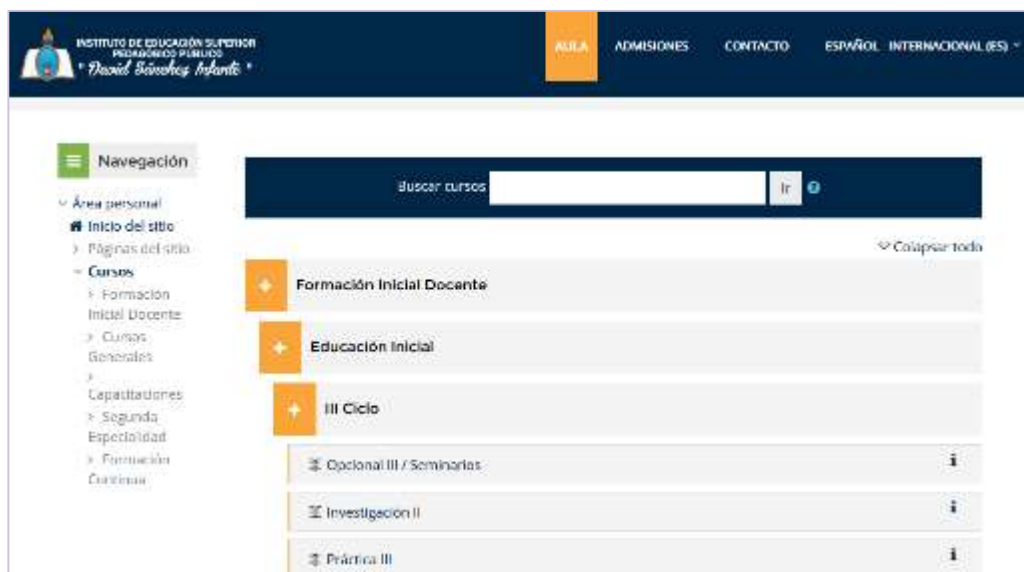 INSTITUTO DE EDUCACIÓN SUPERIOR
PEDAGÓGICO PÚBLICO
" David Sánchez Infante "
AULA
ADMISIONES
CONTACTO
ESPAÑOL INTERNACIONAL (ES)
Navegación
Área personal
Inicio del sitio
Páginas del sitio
Cursos
Formación
Inicial Docente
Cursos
Generales
Capacitaciones
Segunda
Especialidad
Formación
Continua
Buscar cursos
Ir
Colapsar todo
Formación Inicial Docente
Educación Inicial
III Ciclo
Opcional III / Seminarios
Investigación II
Práctica III